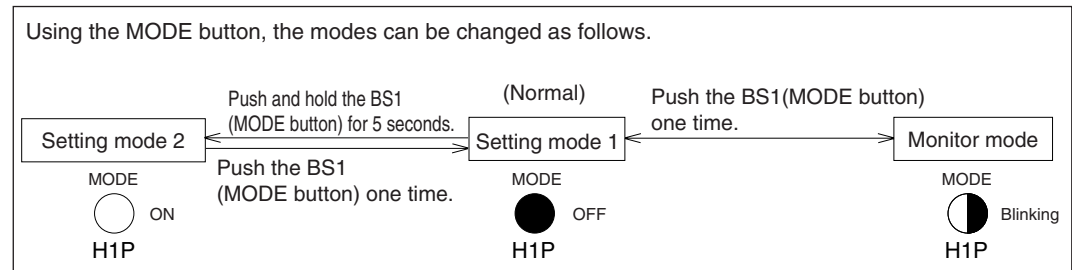 Using the MODE button, the modes can be changed as follows.
Push and hold the BS1
(MODE button) for 5 seconds.
(Normal)
Push the BS1(MODE button)
one time.
Setting mode 2
Setting mode 1
Monitor mode
Push the BS1
(MODE button) one time.
MODE
ON
H1P
MODE
OFF
H1P
MODE
Blinking
H1P